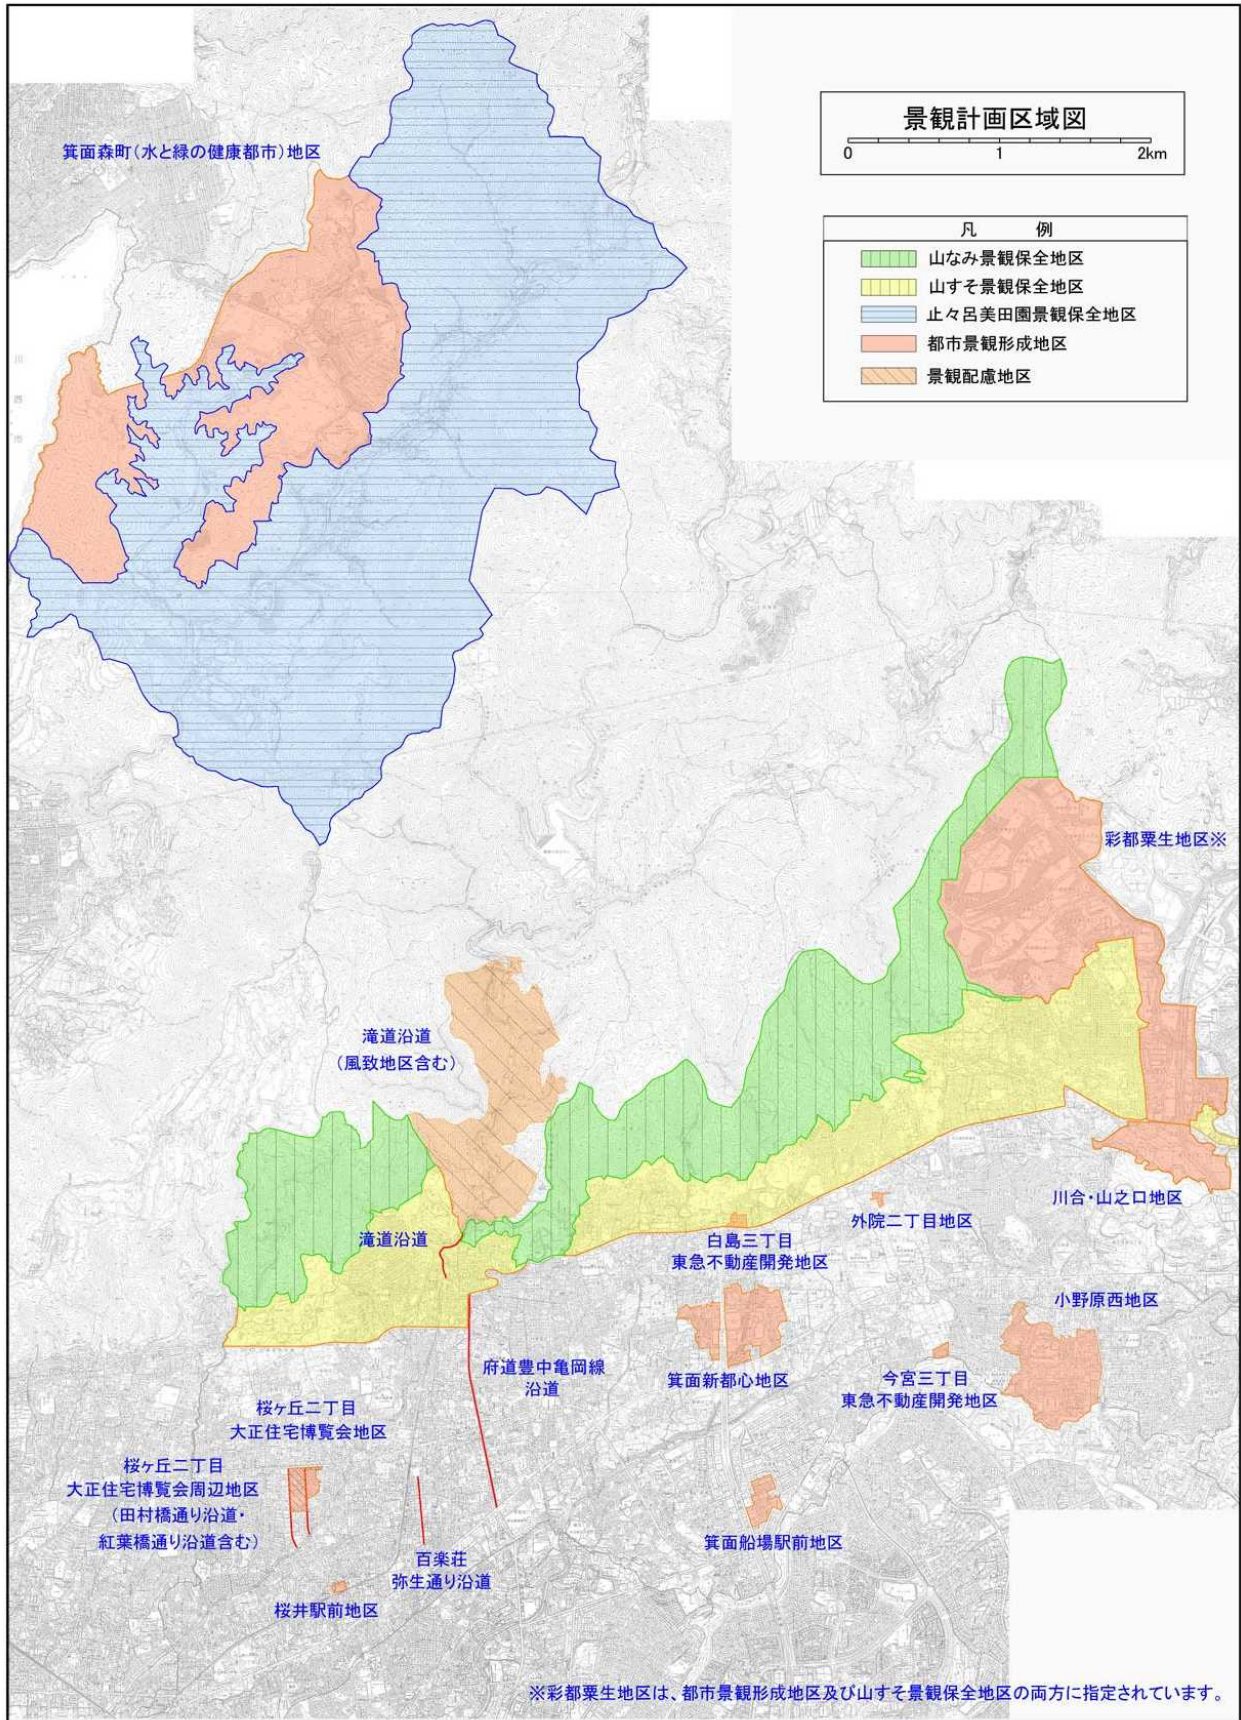 景観計画区域図
0 1 2km
凡 例
山なみ景観保全地区
山すそ景観保全地区
止々呂美田園景観保全地区
都市景観形成地区
景観配慮地区
箕面森町(水と緑の健康都市)地区
彩都粟生地区※
滝道沿道
(風致地区含む)
川合・山之口地区
外院二丁目地区
滝道沿道
白島三丁目
東急不動産開発地区
小野原西地区
府道豊中亀岡線
沿道
箕面新都心地区
今宮三丁目
東急不動産開発地区
桜ヶ丘二丁目
大正住宅博覧会地区
桜ヶ丘二丁目
大正住宅博覧会周辺地区
(田村橋通り沿道・
紅葉橋通り沿道含む)
箕面船場駅前地区
百楽荘
弥生通り沿道
桜井駅前地区
※彩都粟生地区は、都市景観形成地区及び山すそ景観保全地区の両方に指定されています。